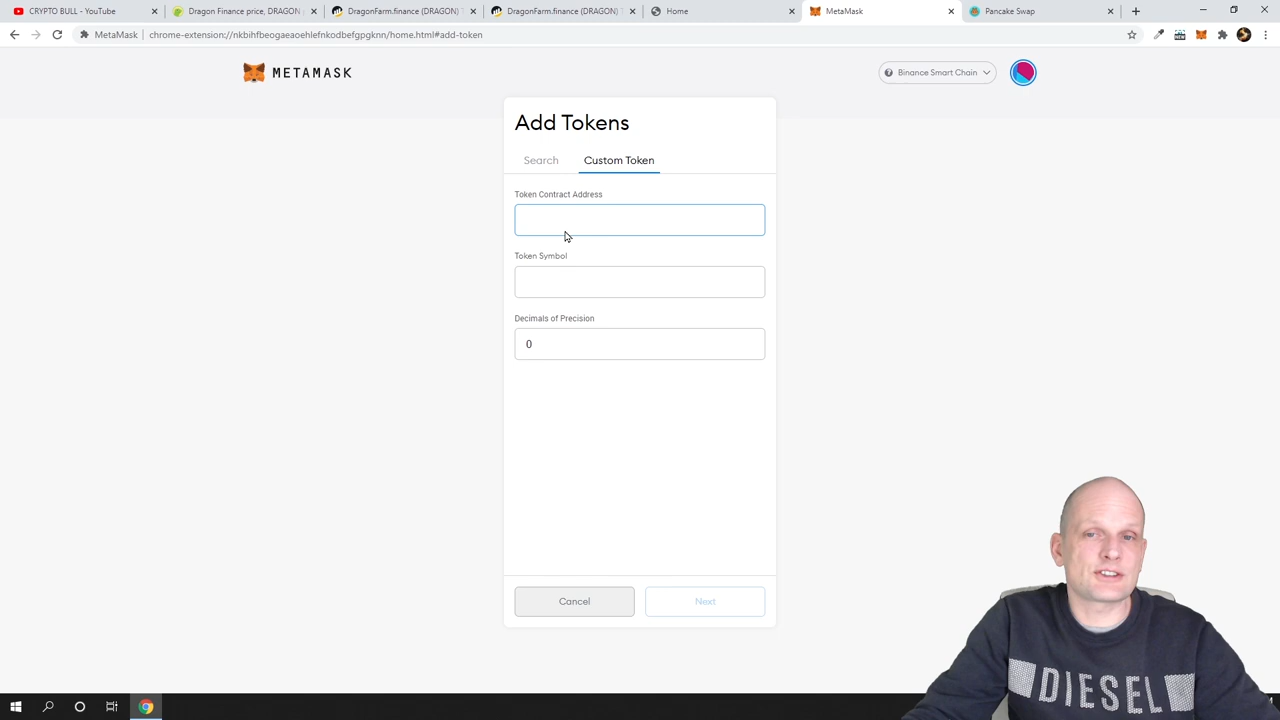 CRYPTO BULL - YouTube
Dragon Finance price, DRAGON
DragonFarm.finance (DRAGON) T
DragonFarm.finance (DRAGON) T
Home
MetaMask
Pancake Swap
MetaMask
chrome-extension://nkbihfbeogaeaoehlefnkodbefgpgknn/home.html#add-token
METAMASK
Binance Smart Chain
Add Tokens
Search
Custom Token
Token Contract Address
Token Symbol
Decimals of Precision
0
Cancel
Next
DIESEL